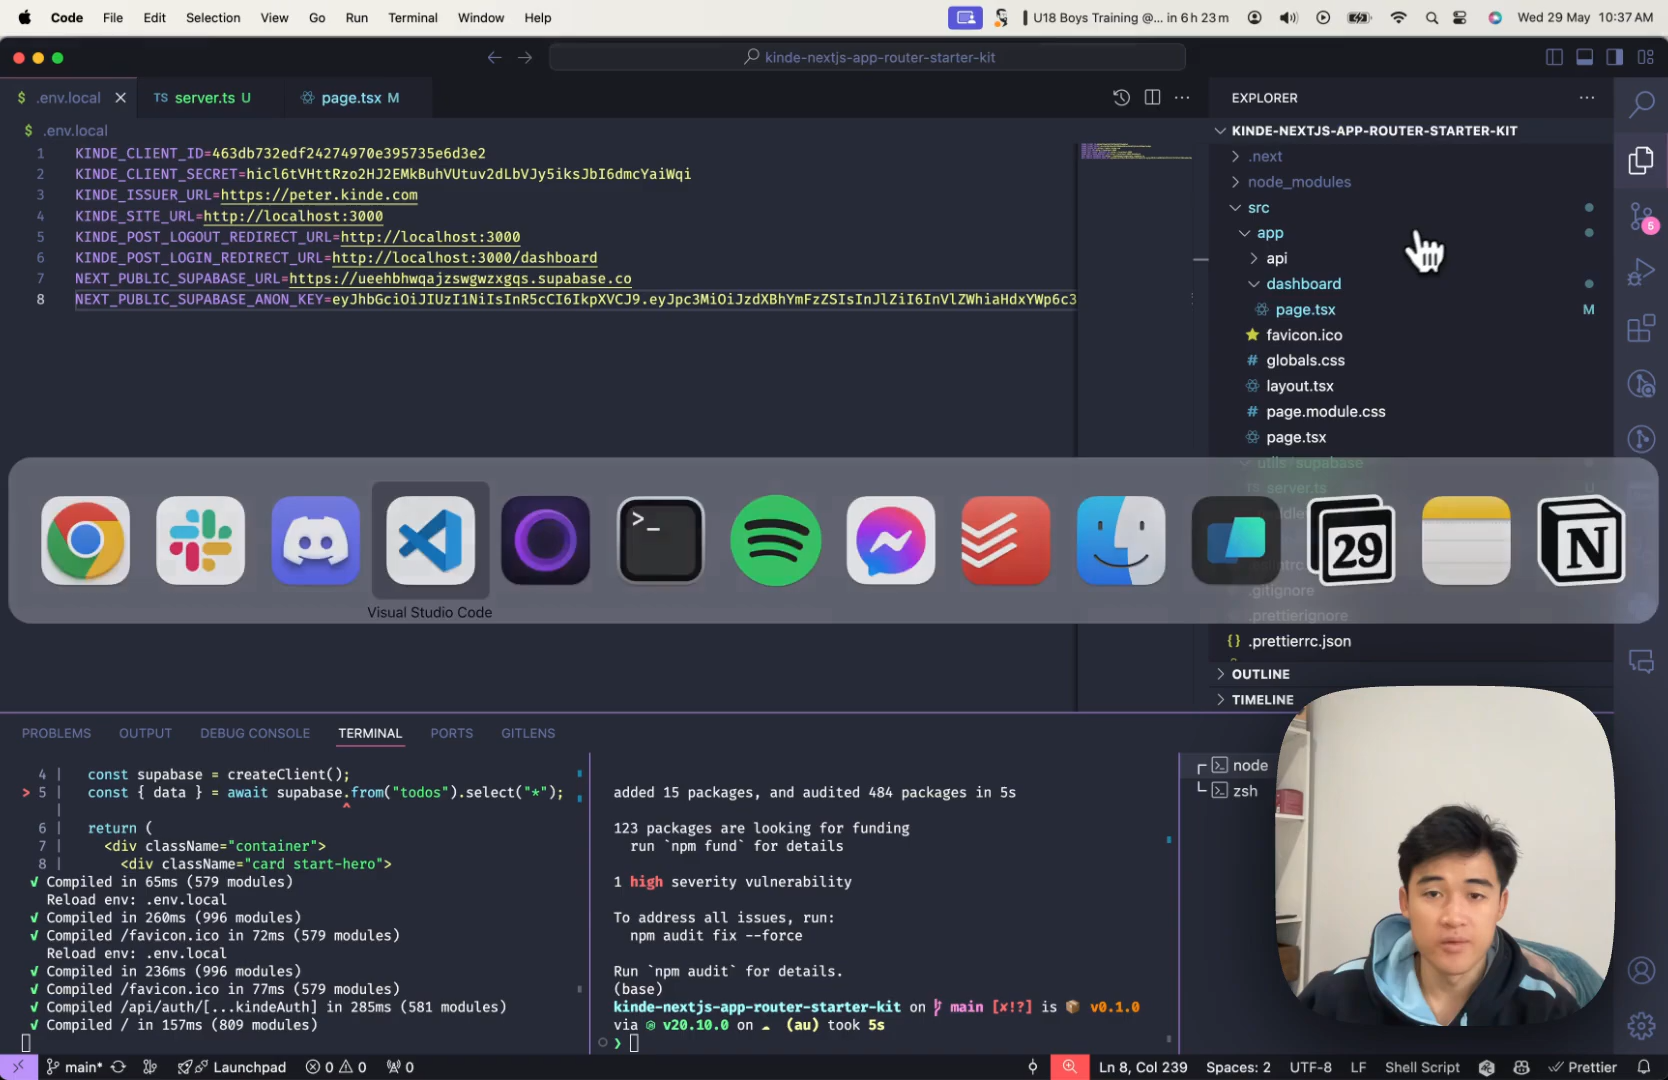 Code File Edit Selection View Go Run Terminal Window Help
U18 Boys Training @... in 6 h 23 m
Wed 29 May 10:37 AM
kinde-nextjs-app-router-starter-kit
$ .env.local
TS server.ts U
page.tsx M
$ .env.local
1 KINDE_CLIENT_ID=463db732edf24274970e395735e6d3e2
2 KINDE_CLIENT_SECRET=hicl6tVHttRzo2HJ2EMkBuhVUtuv2dLbVJy5iksJbI6dmcYaiWqi
3 KINDE_ISSUER_URL=https://peter.kinde.com
4 KINDE_SITE_URL=http://localhost:3000
5 KINDE_POST_LOGOUT_REDIRECT_URL=http://localhost:3000
6 KINDE_POST_LOGIN_REDIRECT_URL=http://localhost:3000/dashboard
7 NEXT_PUBLIC_SUPABASE_URL=https://ueehbhwqajzswgwzxgqs.supabase.co
8 NEXT_PUBLIC_SUPABASE_ANON_KEY=eyJhbGciOiJIUzI1NiIsInR5cCI6IkpXVCJ9.eyJpc3MiOiJzdXBhYmFzZSIsInJlZiI6InVlZWhiaHdxYWp6c3
EXPLORER
KINDE-NEXTJS-APP-ROUTER-STARTER-KIT
.next
node_modules
src
app
api
dashboard
page.tsx M
favicon.ico
globals.css
layout.tsx
page.module.css
page.tsx
utils/supabase
server.ts U
.gitignore
.prettierignore
{} .prettierrc.json
OUTLINE
TIMELINE
5
>_
29
N
Visual Studio Code
PROBLEMS OUTPUT DEBUG CONSOLE TERMINAL PORTS GITLENS
4 | const supabase = createClient();
> 5 | const { data } = await supabase.from("todos").select("*");
| ^
6 | return (
7 | <div className="container">
8 | <div className="card start-hero">
✓ Compiled in 65ms (579 modules)
Reload env: .env.local
✓ Compiled in 260ms (996 modules)
✓ Compiled /favicon.ico in 72ms (579 modules)
Reload env: .env.local
✓ Compiled in 236ms (996 modules)
✓ Compiled /favicon.ico in 77ms (579 modules)
✓ Compiled /api/auth/[...kindeAuth] in 285ms (581 modules)
✓ Compiled / in 157ms (809 modules)
added 15 packages, and audited 484 packages in 5s
123 packages are looking for funding
run `npm fund` for details
1 high severity vulnerability
To address all issues, run:
npm audit fix --force
Run `npm audit` for details.
(base)
kinde-nextjs-app-router-starter-kit on main [✘!?] is 📦 v0.1.0
via v20.10.0 on ☁ (au) took 5s
❯
node
zsh
main* Launchpad 0 0 0
Ln 8, Col 239 Spaces: 2 UTF-8 LF Shell Script Prettier